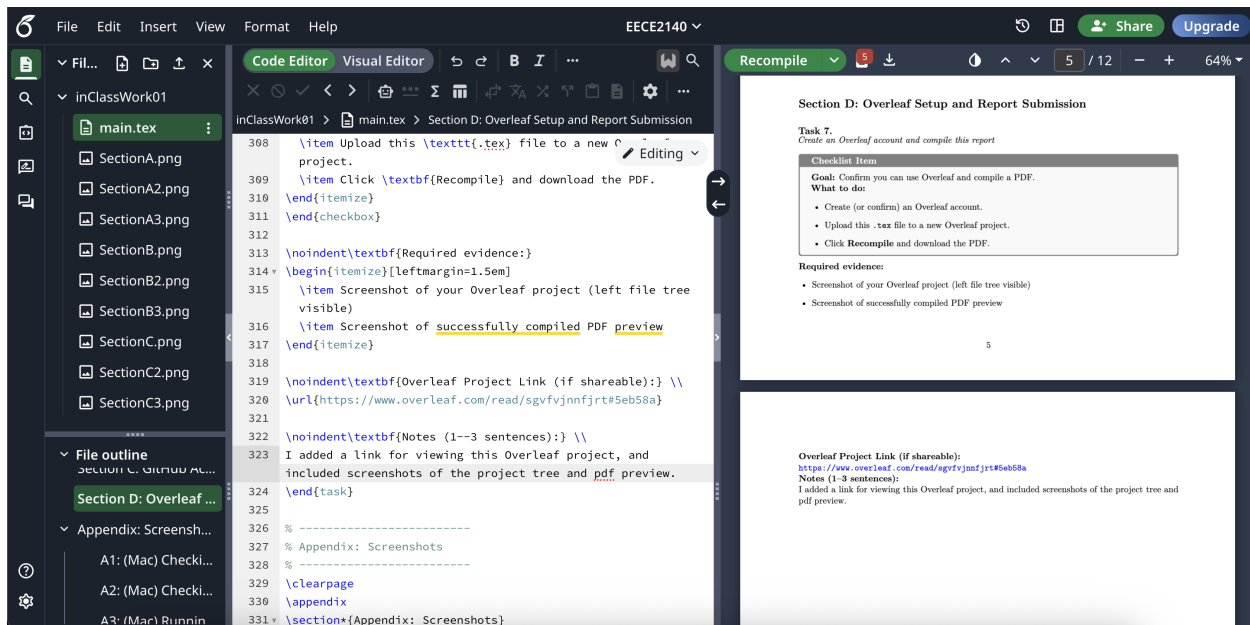 File Edit Insert View Format Help
EECE2140
Share
Upgrade
Fil...
inClassWork01
main.tex
SectionA.png
SectionA2.png
SectionA3.png
SectionB.png
SectionB2.png
SectionB3.png
SectionC.png
SectionC2.png
SectionC3.png
File outline
Section C: GitHub Ac...
Section D: Overleaf ...
Appendix: Screensh...
A1: (Mac) Checki...
A2: (Mac) Checki...
A3: (Mac) Runnin
Code Editor Visual Editor
B I
inClassWork01 > main.tex > Section D: Overleaf Setup and Report Submission
Editing
308 \item Upload this \texttt{.tex} file to a new
project.
309 \item Click \textbf{Recompile} and download the PDF.
310 \end{itemize}
311 \end{checkbox}
312
313 \noindent\textbf{Required evidence:}
314 \begin{itemize}[leftmargin=1.5em]
315 \item Screenshot of your Overleaf project (left file tree
visible)
316 \item Screenshot of successfully compiled PDF preview
317 \end{itemize}
318
319 \noindent\textbf{Overleaf Project Link (if shareable):} \\
320 \url{https://www.overleaf.com/read/sgvfvjnnfjrt#5eb58a}
321
322 \noindent\textbf{Notes (1--3 sentences):} \\
323 I added a link for viewing this Overleaf project, and
included screenshots of the project tree and pdf preview.
324 \end{task}
325
326 % -------------------------
327 % Appendix: Screenshots
328 % -------------------------
329 \clearpage
330 \appendix
331 \section*{Appendix: Screenshots}
Recompile
5
5 / 12
64%
Section D: Overleaf Setup and Report Submission
Task 7.
Create an Overleaf account and compile this report
Checklist Item
Goal: Confirm you can use Overleaf and compile a PDF.
What to do:
• Create (or confirm) an Overleaf account.
• Upload this .tex file to a new Overleaf project.
• Click Recompile and download the PDF.
Required evidence:
• Screenshot of your Overleaf project (left file tree visible)
• Screenshot of successfully compiled PDF preview
5
Overleaf Project Link (if shareable):
https://www.overleaf.com/read/sgvfvjnnfjrt#5eb58a
Notes (1–3 sentences):
I added a link for viewing this Overleaf project, and included screenshots of the project tree and
pdf preview.